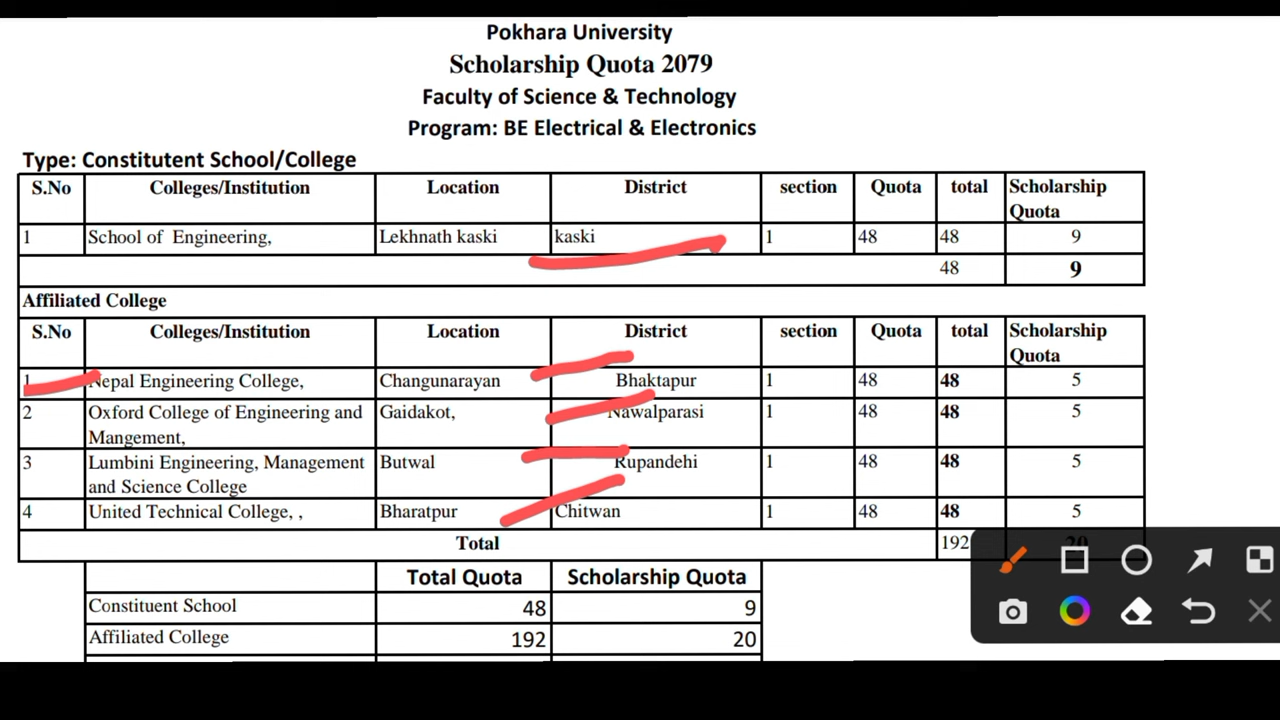 Pokhara University
Scholarship Quota 2079
Faculty of Science & Technology
Program: BE Electrical & Electronics
Type: Constitutent School/College
S.No Colleges/Institution Location District section Quota total Scholarship Quota
1 School of Engineering, Lekhnath kaski kaski 1 48 48 9
48 9
Affiliated College
S.No Colleges/Institution Location District section Quota total Scholarship Quota
1 Nepal Engineering College, Changunarayan Bhaktapur 1 48 48 5
2 Oxford College of Engineering and Mangement, Gaidakot, Nawalparasi 1 48 48 5
3 Lumbini Engineering, Management and Science College Butwal Rupandehi 1 48 48 5
4 United Technical College, , Bharatpur Chitwan 1 48 48 5
Total 192 20
Total Quota Scholarship Quota
Constituent School 48 9
Affiliated College 192 20